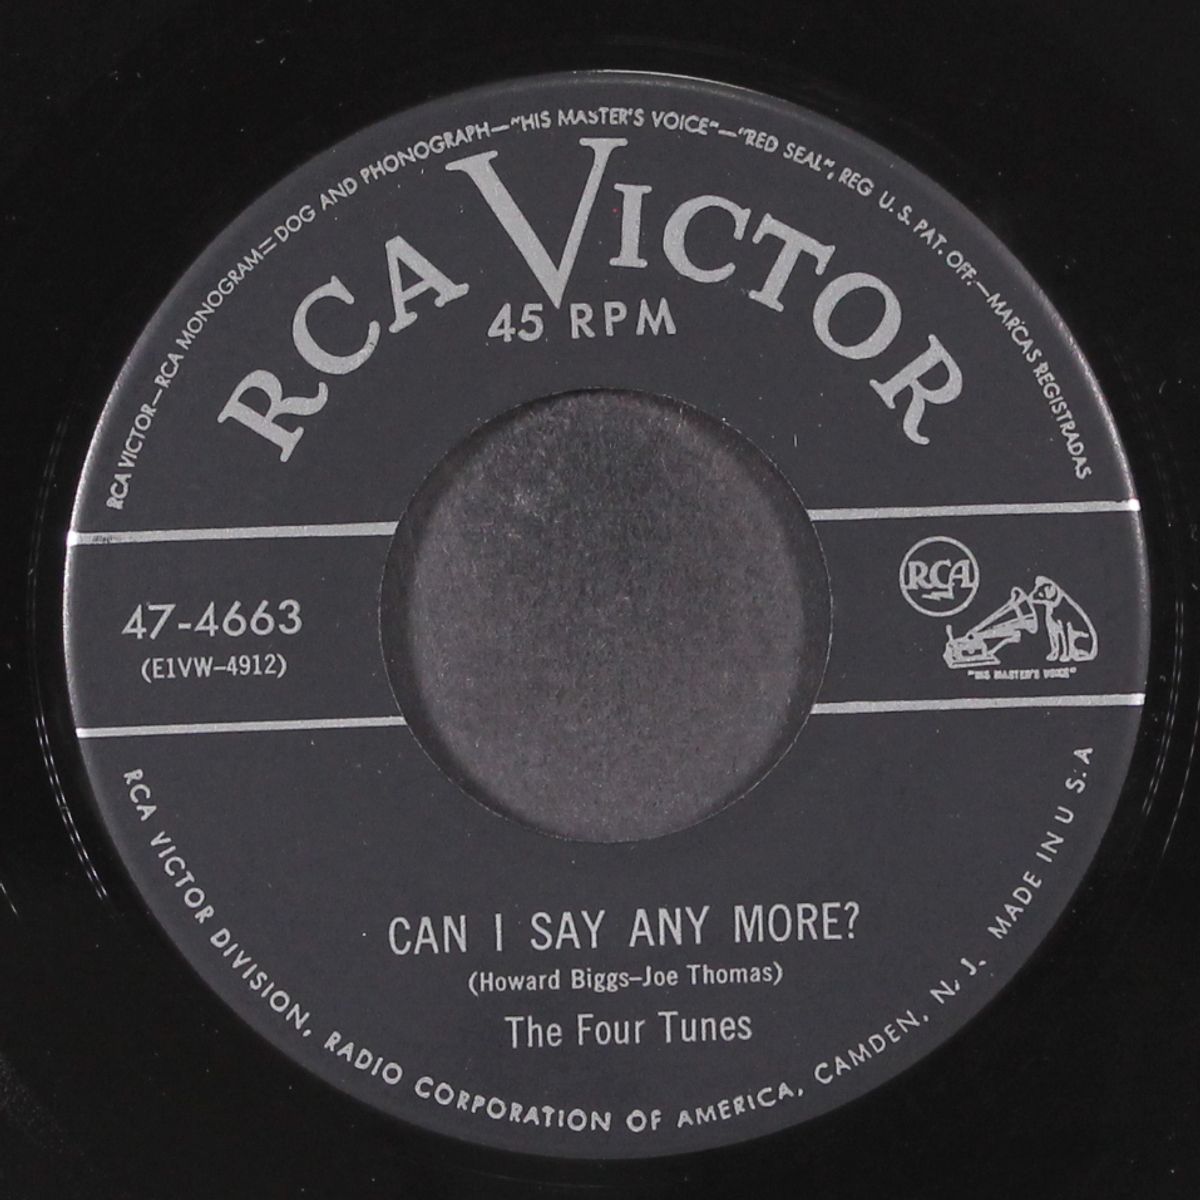 RCA VICTOR—RCA MONOGRAM—DOG AND PHONOGRAPH—"HIS MASTER'S VOICE"—"RED SEAL", REG U.S. PAT. OFF.—MARCAS REGISTRADAS
RCA VICTOR
45 RPM
47-4663
(E1VW-4912)
RCA
"HIS MASTER'S VOICE"
CAN I SAY ANY MORE?
(Howard Biggs-Joe Thomas)
The Four Tunes
RCA VICTOR DIVISION, RADIO CORPORATION OF AMERICA, CAMDEN, N. J. MADE IN U S. A